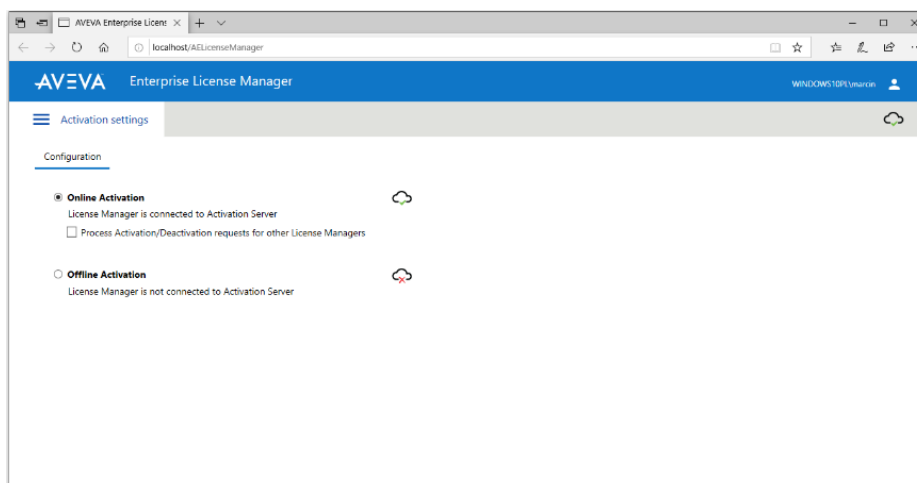 AVEVA Enterprise Licens
localhost/AELicenseManager
AVEVA Enterprise License Manager
WINDOWS10PL\marcin
Activation settings
Configuration
Online Activation
License Manager is connected to Activation Server
Process Activation/Deactivation requests for other License Managers
Offline Activation
License Manager is not connected to Activation Server